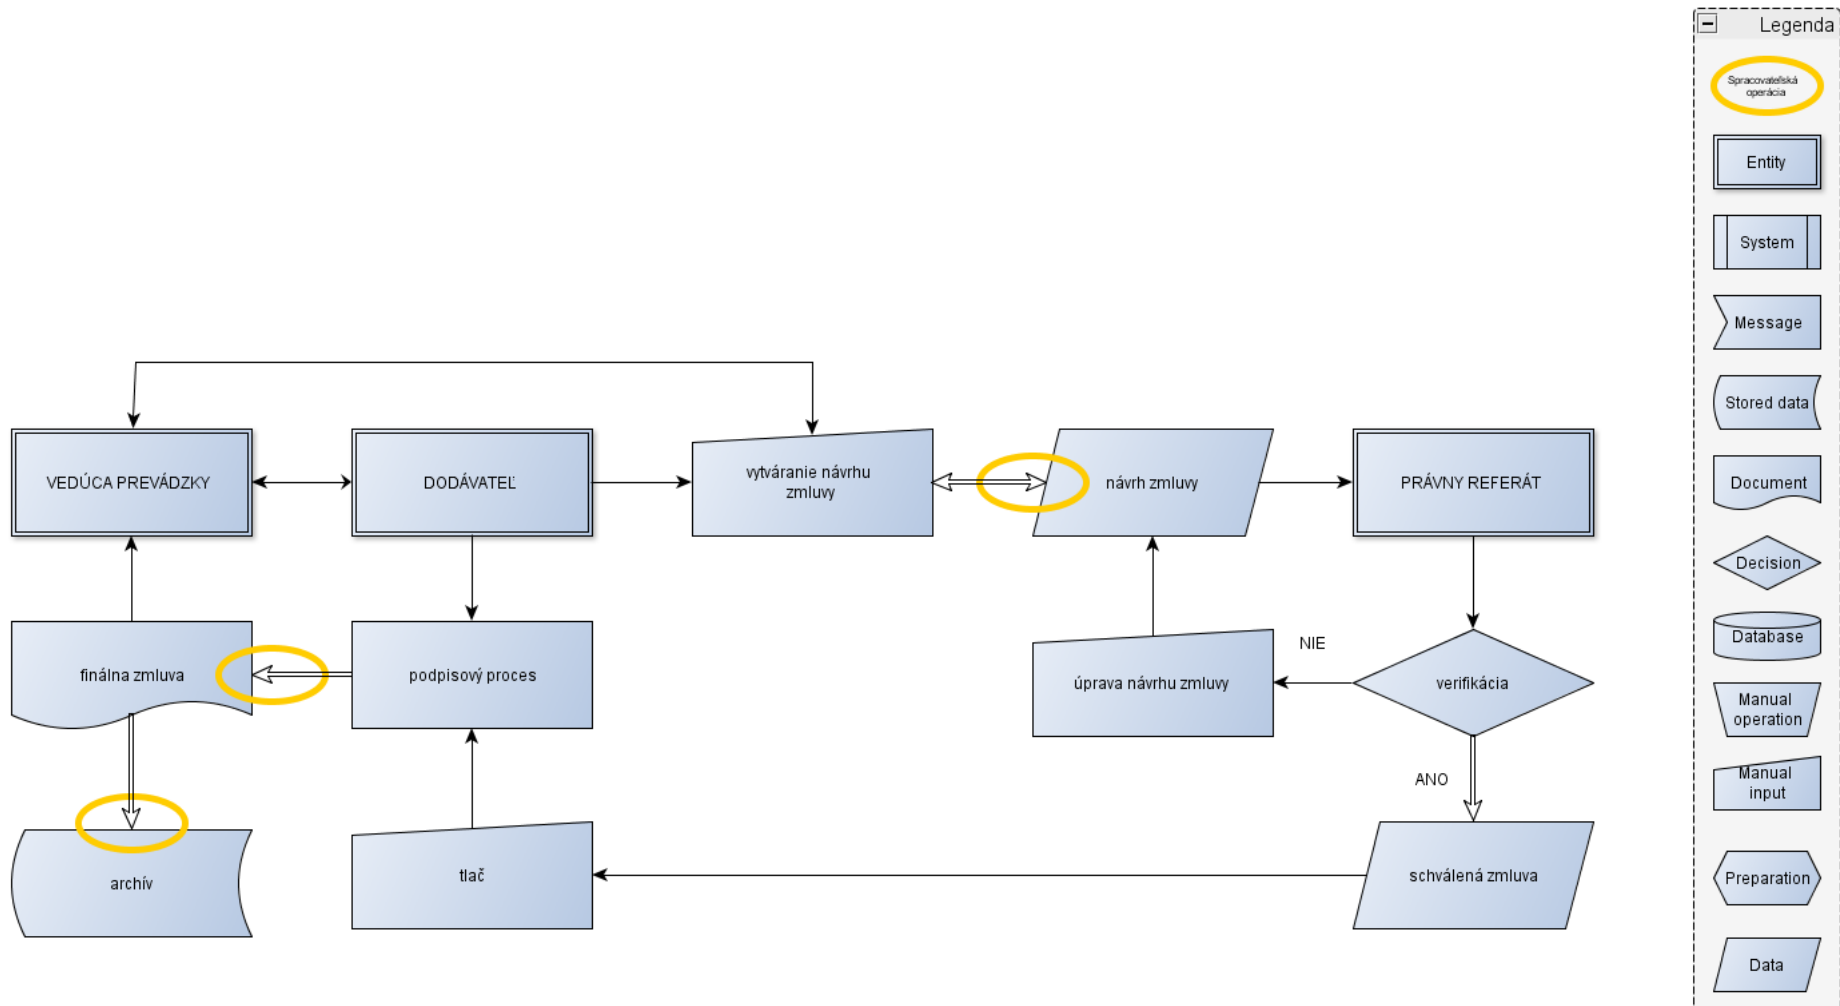 Legenda
Spracovateľská
operácia
Entity
System
Message
Stored data
Document
Decision
Database
Manual
operation
Manual
input
Preparation
Data
VEDÚCA PREVÁDZKY
DODÁVATEĽ
vytváranie návrhu
zmluvy
návrh zmluvy
PRÁVNY REFERÁT
finálna zmluva
podpisový proces
úprava návrhu zmluvy
NIE
verifikácia
ANO
archív
tlač
schválená zmluva